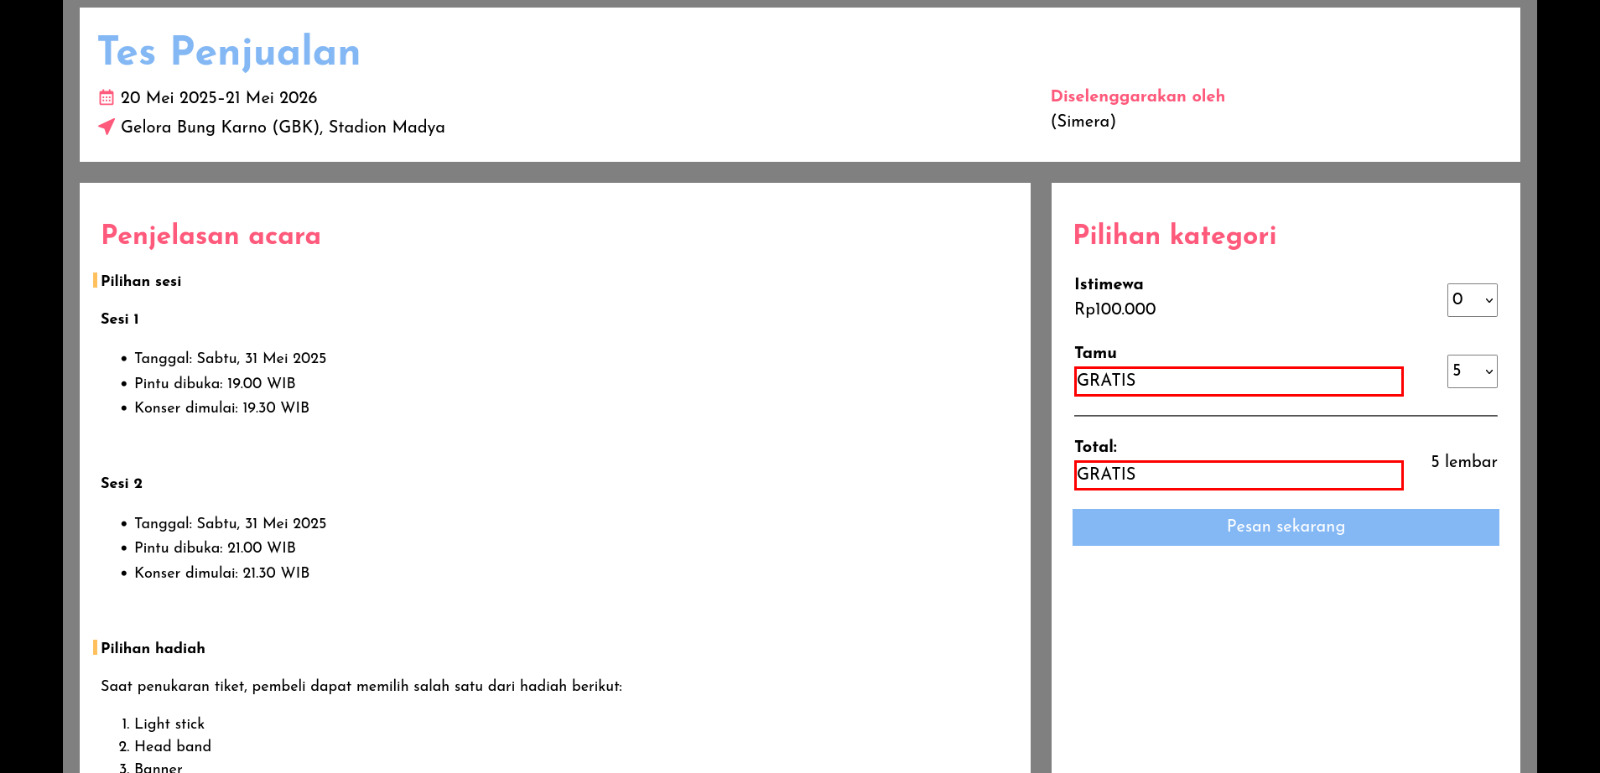 Tes Penjualan
20 Mei 2025–21 Mei 2026
Gelora Bung Karno (GBK), Stadion Madya
Diselenggarakan oleh
(Simera)
Penjelasan acara
Pilihan sesi
Sesi 1
• Tanggal: Sabtu, 31 Mei 2025
• Pintu dibuka: 19.00 WIB
• Konser dimulai: 19.30 WIB
Sesi 2
• Tanggal: Sabtu, 31 Mei 2025
• Pintu dibuka: 21.00 WIB
• Konser dimulai: 21.30 WIB
Pilihan hadiah
Saat penukaran tiket, pembeli dapat memilih salah satu dari hadiah berikut:
1. Light stick
2. Head band
3. Banner
Pilihan kategori
Istimewa
Rp100.000
0
Tamu
GRATIS
5
Total:
GRATIS
5 lembar
Pesan sekarang